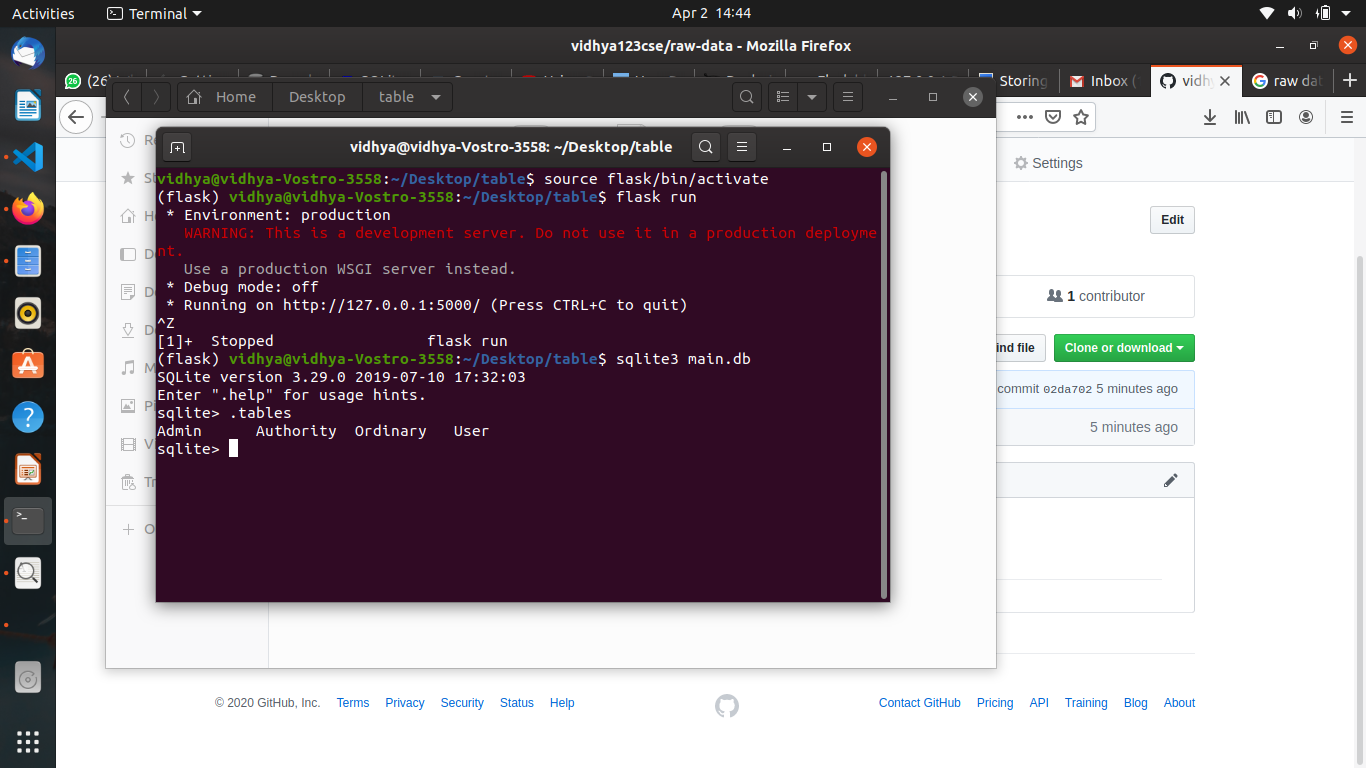 Activities
Terminal
Apr 2 14:44
vidhya123cse/raw-data - Mozilla Firefox
(26)
Storing
Inbox (
vidhy
raw dat
Home
Desktop
table
vidhya@vidhya-Vostro-3558: ~/Desktop/table
vidhya@vidhya-Vostro-3558:~/Desktop/table$ source flask/bin/activate
(flask) vidhya@vidhya-Vostro-3558:~/Desktop/table$ flask run
* Environment: production
WARNING: This is a development server. Do not use it in a production deployme
nt.
Use a production WSGI server instead.
* Debug mode: off
* Running on http://127.0.0.1:5000/ (Press CTRL+C to quit)
^Z
[1]+ Stopped flask run
(flask) vidhya@vidhya-Vostro-3558:~/Desktop/table$ sqlite3 main.db
SQLite version 3.29.0 2019-07-10 17:32:03
Enter ".help" for usage hints.
sqlite> .tables
Admin Authority Ordinary User
sqlite>
Settings
Edit
1 contributor
ind file
Clone or download
commit 02da702 5 minutes ago
5 minutes ago
© 2020 GitHub, Inc.
Terms
Privacy
Security
Status
Help
Contact GitHub
Pricing
API
Training
Blog
About